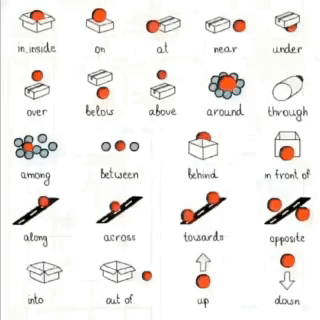 in, inside
on
at
near
under
over
below
above
around
through
among
between
behind
in front of
along
across
towards
opposite
into
out of
up
down